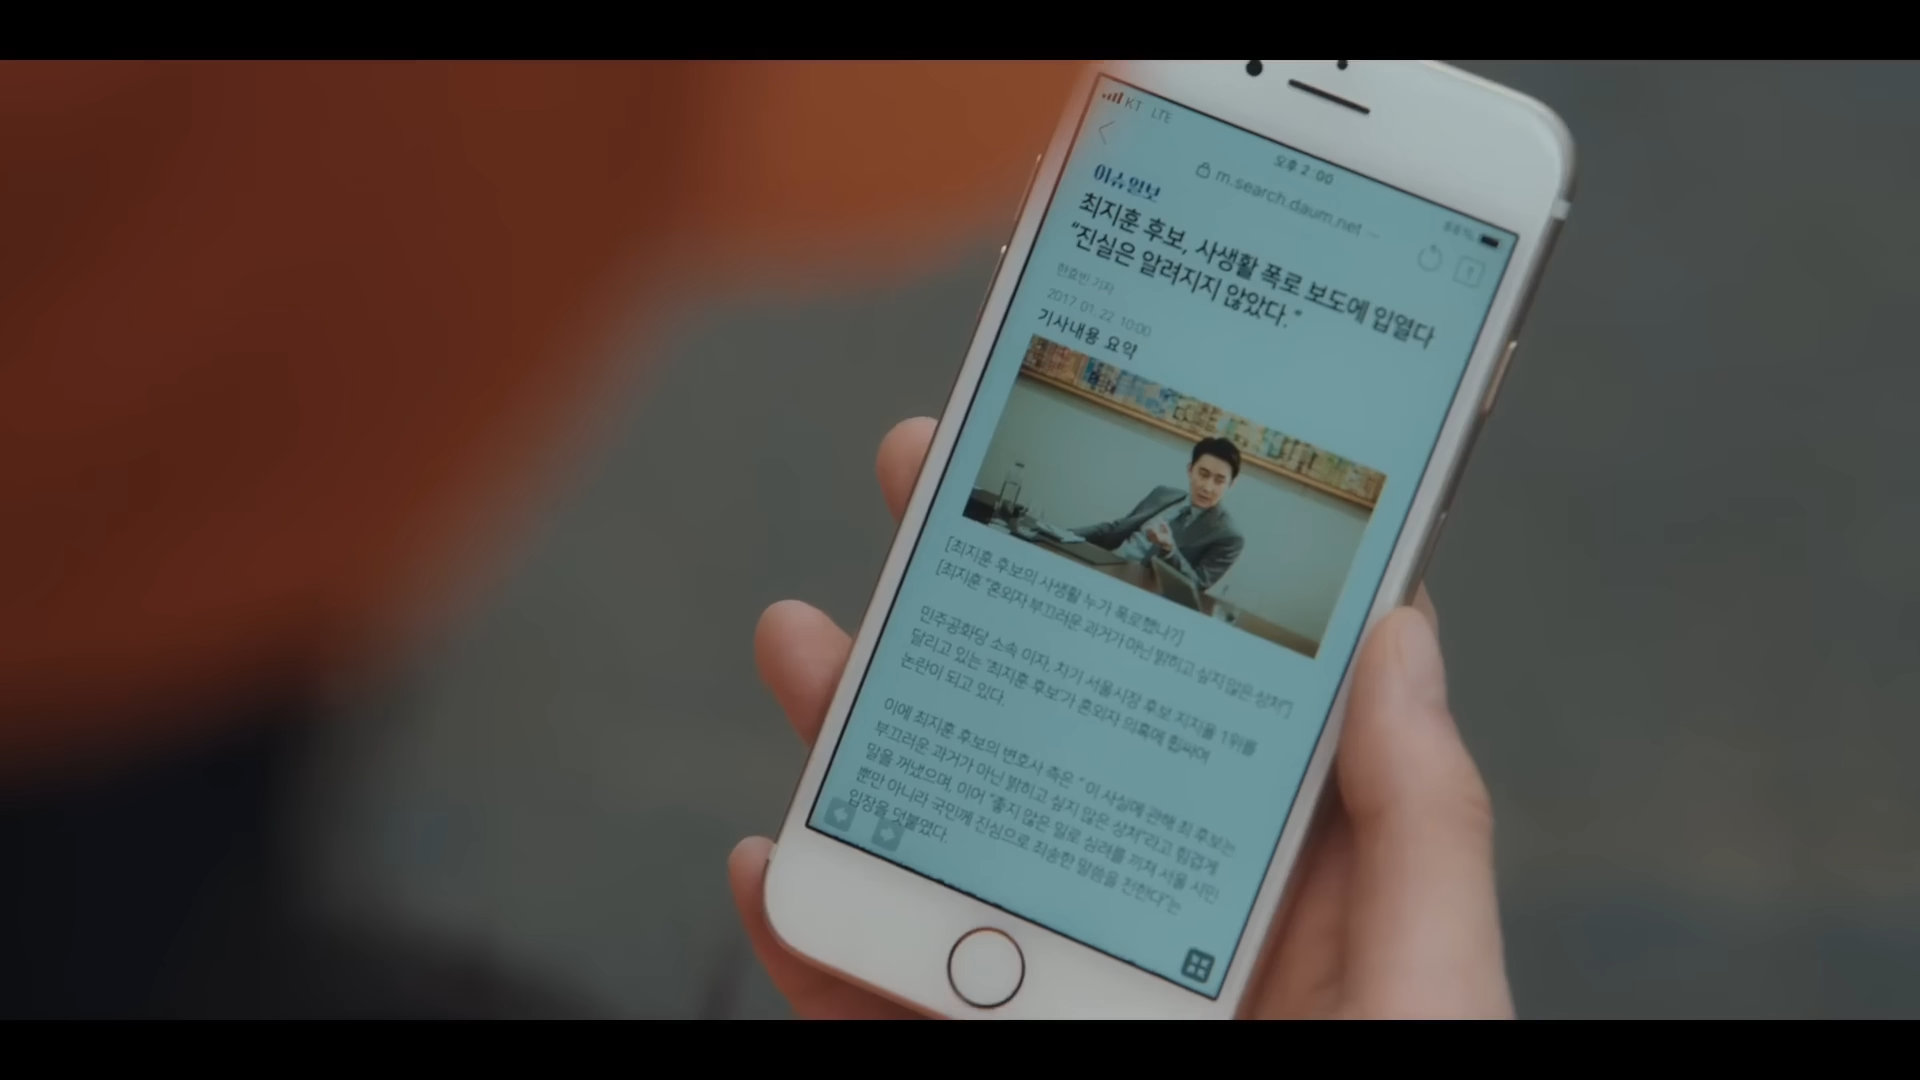 KT LTE
오후 2:00
m.search.daum.net
이슈일보
최지훈 후보, 사생활 폭로 보도에 입열다
"진실은 알려지지 않았다."
한효빈 기자
2017. 01. 22 10:00
기사내용 요약
[최지훈 후보의 사생활 누가 폭로했나?]
[최지훈 "혼외자 부끄러운 과거가 아닌 밝히고 싶지 않은 상처"]
민주공화당 소속 이자, 차기 서울시장 후보 지지율 1위를
달리고 있는 '최지훈 후보'가 혼외자 의혹에 휩싸여
논란이 되고 있다.
이에 최지훈 후보의 변호사 측은 " 이 사실에 관해 최 후보는
부끄러운 과거가 아닌 밝히고 싶지 않은 상처"라고 힘겹게
말을 꺼냈으며, 이어 "좋지 않은 일로 심려를 끼쳐 서울 시민
뿐만 아니라 국민께 진심으로 죄송한 말씀을 전한다"는
입장을 덧붙였다.